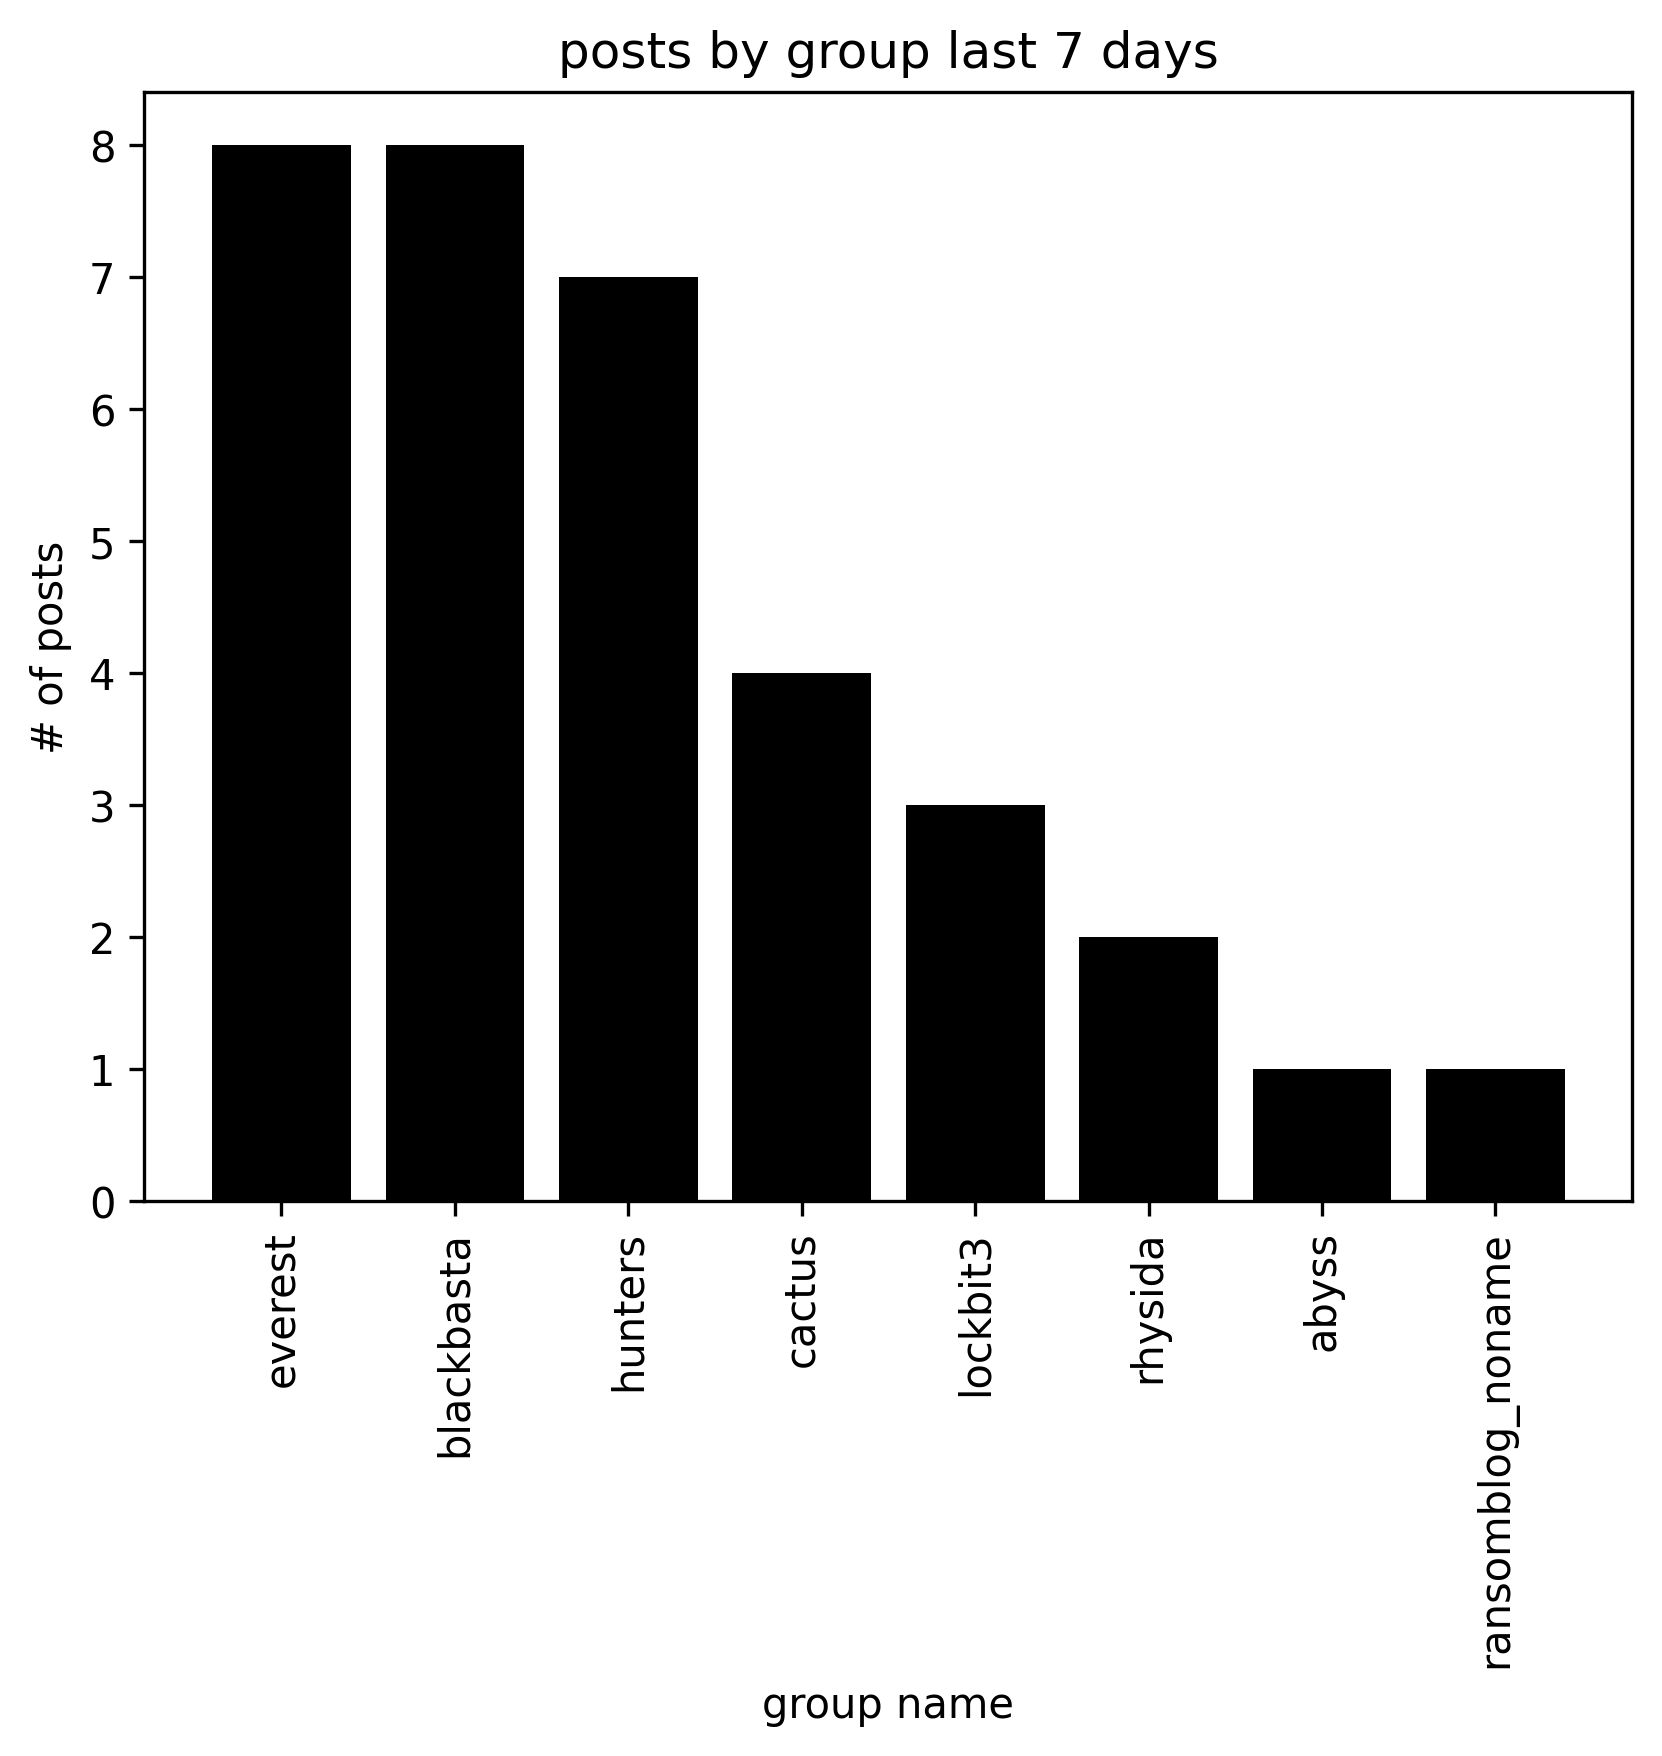 posts by group last 7 days
# of posts
8
7
6
5
4
3
2
1
0
everest
blackbasta
hunters
cactus
lockbit3
rhysida
abyss
ransomblog_noname
group name